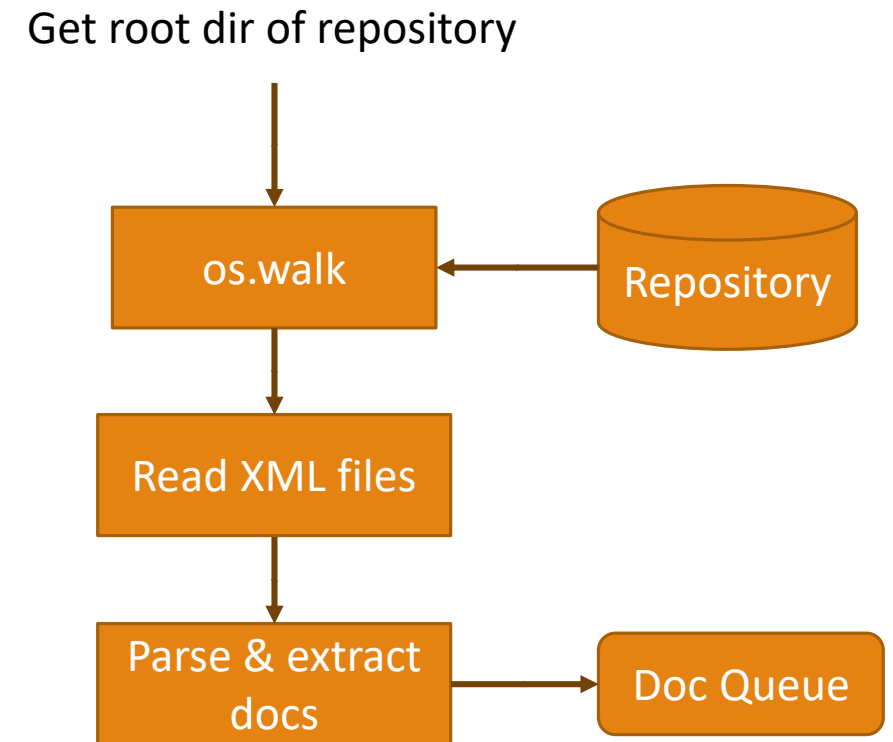 Get root dir of repository
os.walk
Repository
Read XML files
Parse & extract
docs
Doc Queue